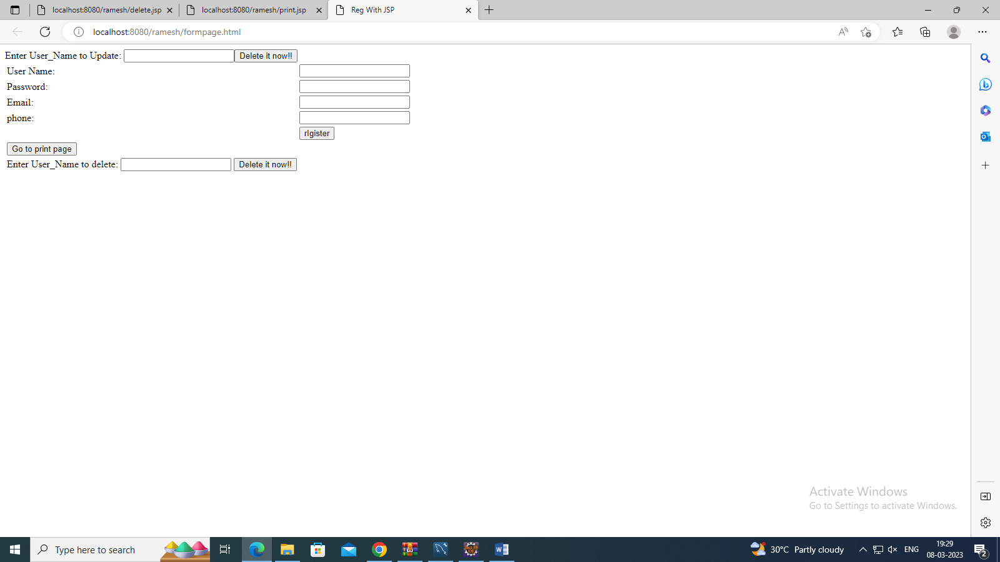 localhost:8080/ramesh/delete.jsp
localhost:8080/ramesh/print.jsp
Reg With JSP
localhost:8080/ramesh/formpage.html
Enter User_Name to Update: Delete it now!!
User Name:
Password:
Email:
phone:
rIgister
Go to print page
Enter User_Name to delete: Delete it now!!
Activate Windows
Go to Settings to activate Windows.
Type here to search
30°C Partly cloudy
ENG
19:29
08-03-2023
2